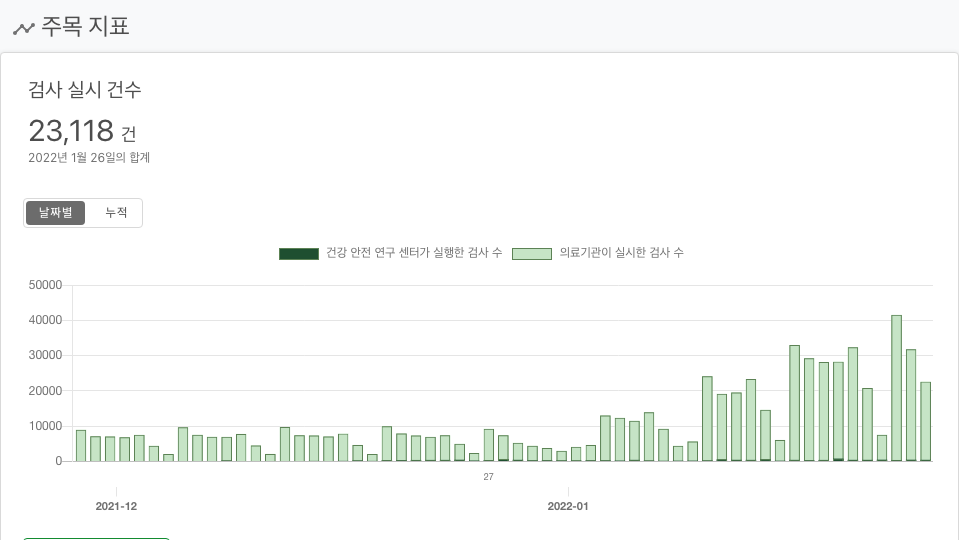 주목 지표
검사 실시 건수
23,118 건
2022년 1월 26일의 합계
날짜별 누적
건강 안전 연구 센터가 실행한 검사 수 의료기관이 실시한 검사 수
50000
40000
30000
20000
10000
0
27
2021-12 2022-01